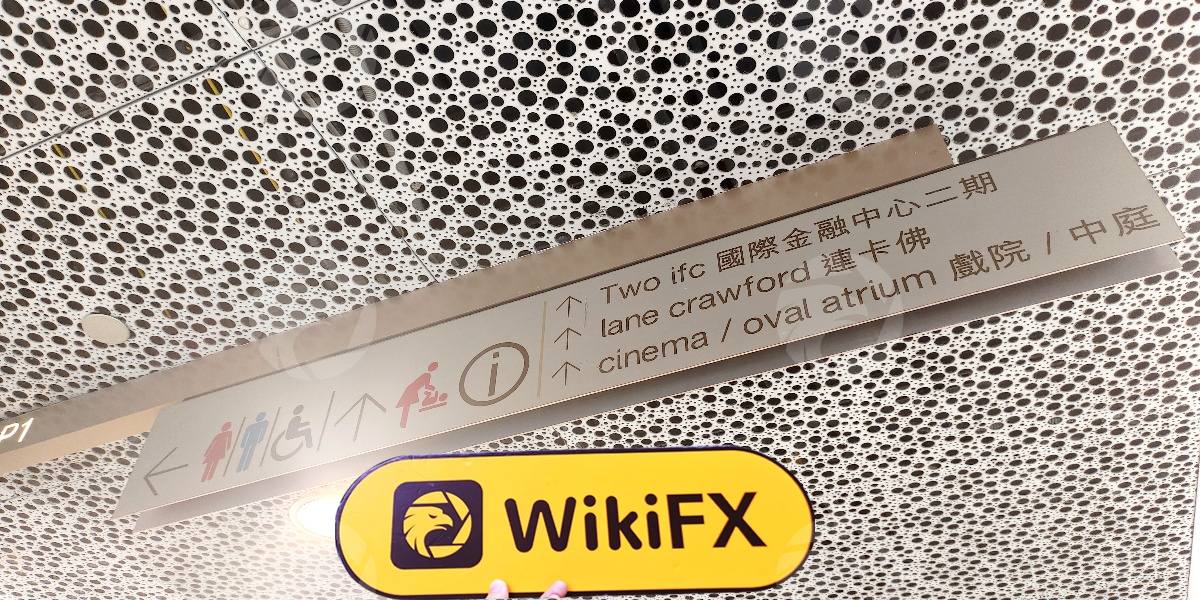 Two ifc 國際金融中心二期
lane crawford 連卡佛
cinema / oval atrium 戲院 / 中庭
i
P1
WikiFX